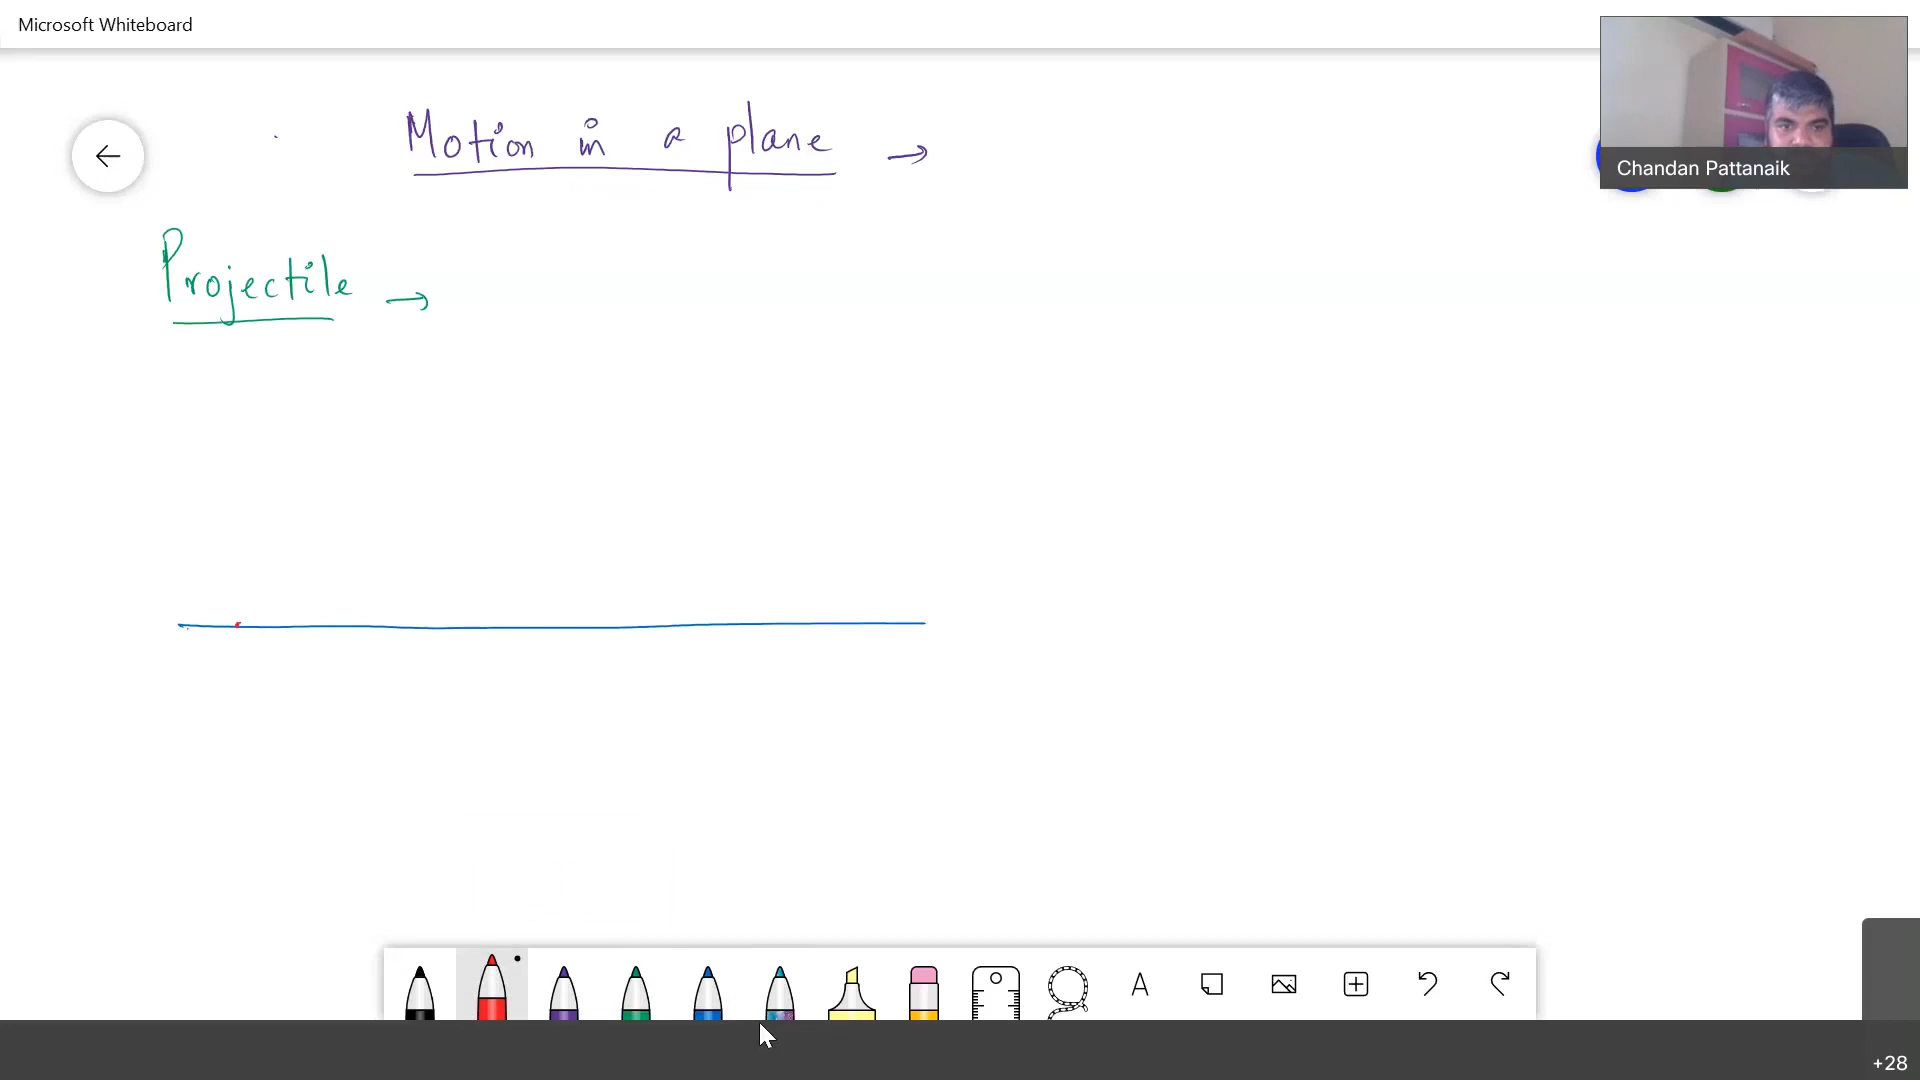 Microsoft Whiteboard
Motion in a plane →
Chandan Pattanaik
Projectile →
A
+28